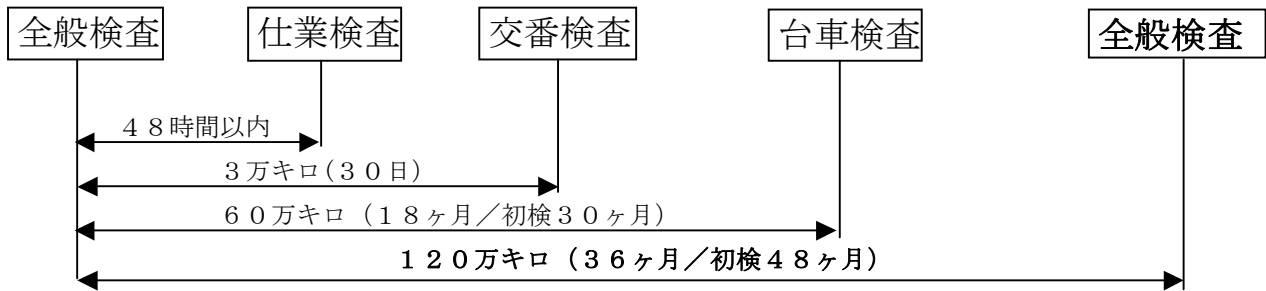 全般検査 仕業検査 交番検査 台車検査 全般検査
４８時間以内
３万キロ(３０日)
６０万キロ（１８ヶ月／初検３０ヶ月）
１２０万キロ（３６ヶ月／初検４８ヶ月）